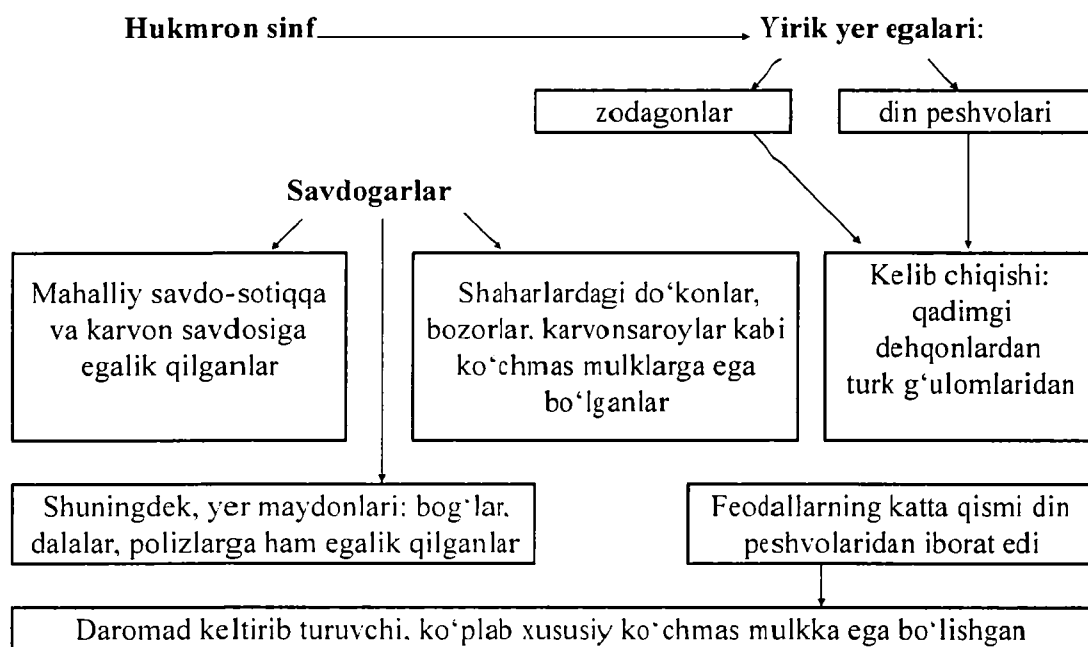 Hukmron sinf
Yirik yer egalari:
zodagonlar
din peshvolari
Savdogarlar
Mahalliy savdo-sotiqqa
va karvon savdosiga
egalik qilganlar
Shaharlardagi do‘konlar,
bozorlar, karvonsaroylar kabi
ko‘chmas mulklarga ega
bo‘lganlar
Kelib chiqishi:
qadimgi
dehqonlardan
turk g‘ulomlaridan
Shuningdek, yer maydonlari: bog‘lar,
dalalar, polizlarga ham egalik qilganlar
Feodallarning katta qismi din
peshvolaridan iborat edi
Daromad keltirib turuvchi, ko‘plab xususiy ko‘chmas mulkka ega bo‘lishgan